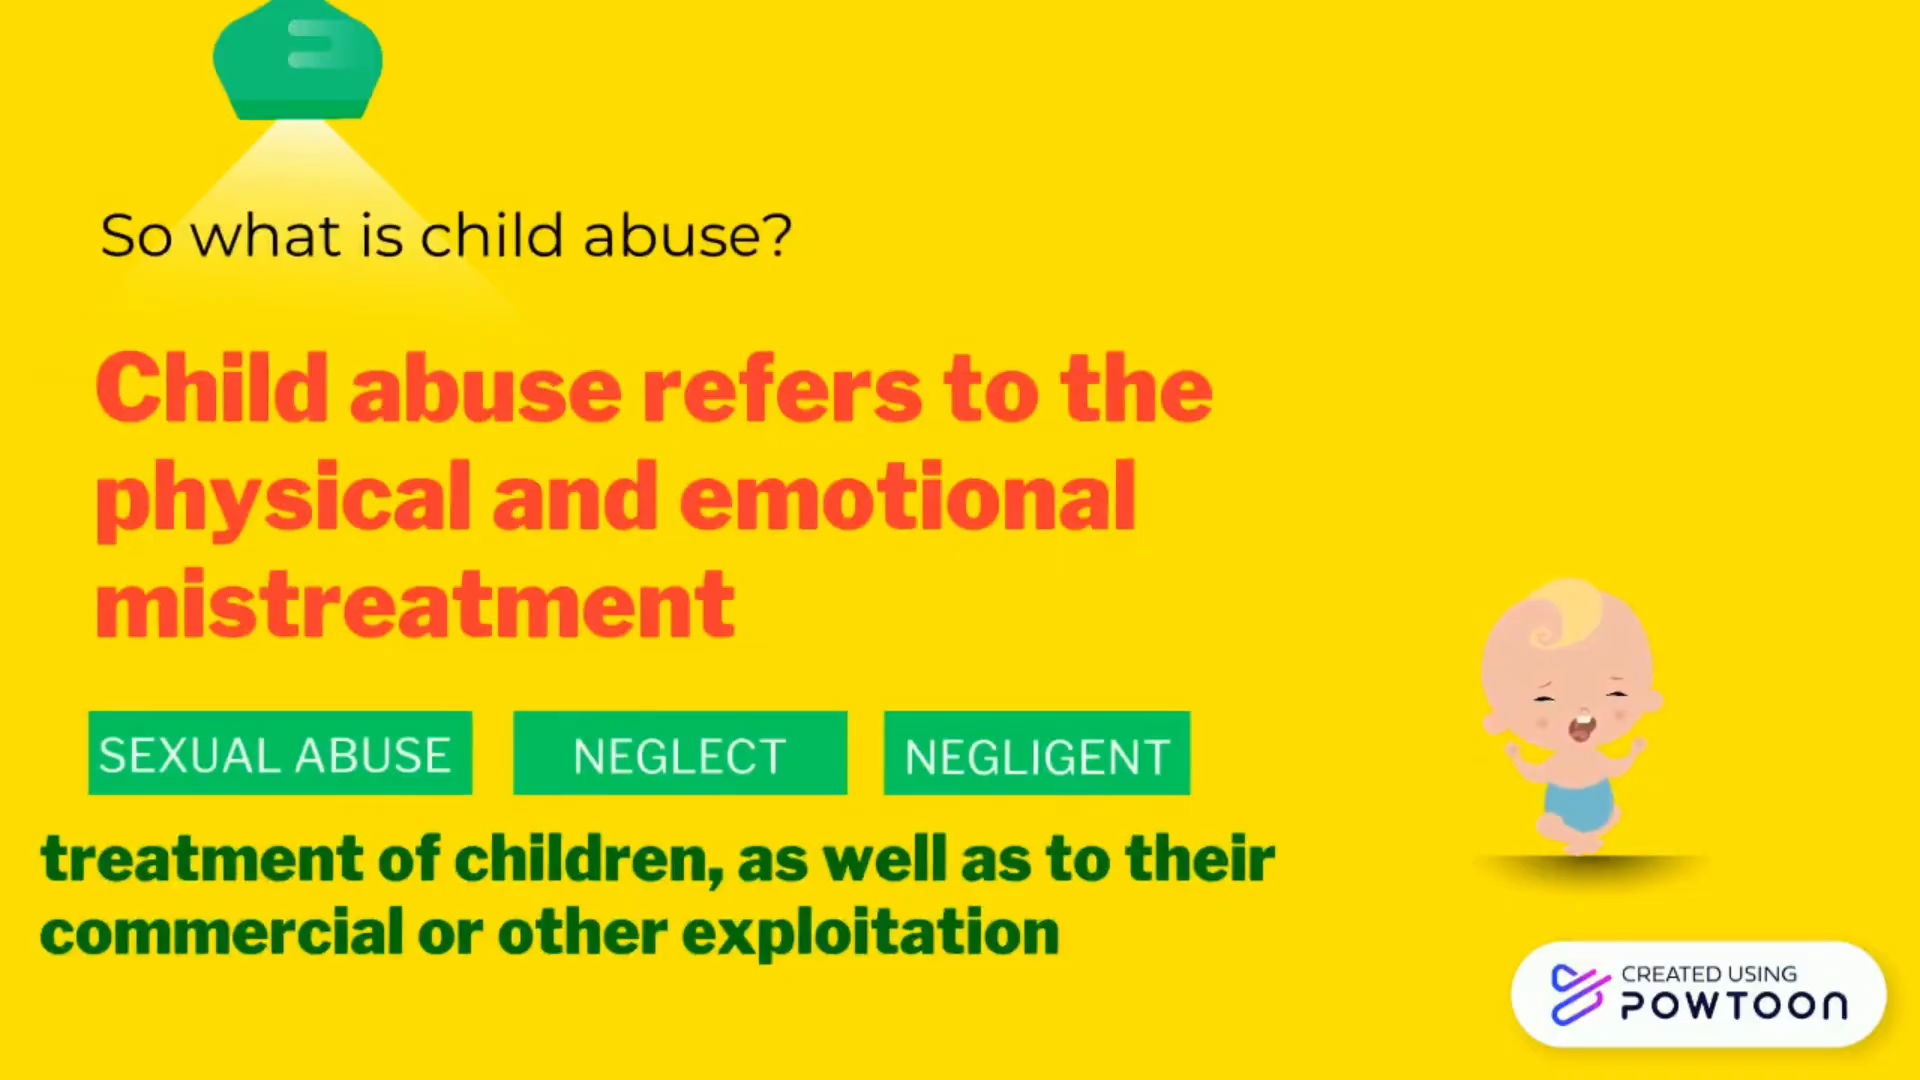 So what is child abuse?
Child abuse refers to the
physical and emotional
mistreatment
SEXUAL ABUSE NEGLECT NEGLIGENT
treatment of children, as well as to their
commercial or other exploitation
CREATED USING
POWTOON